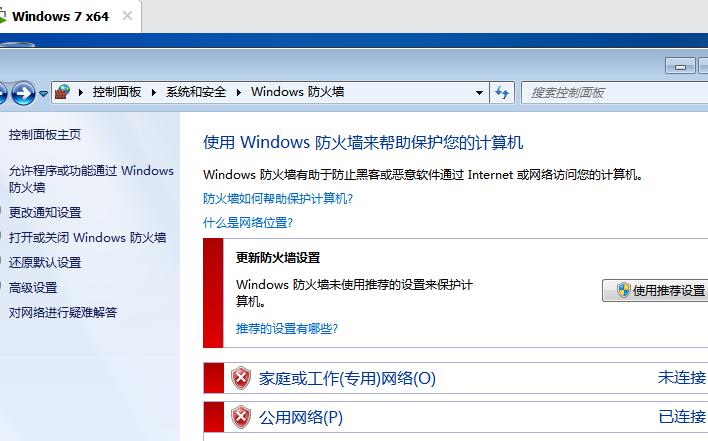 Windows 7 x64
控制面板 系统和安全 Windows 防火墙
搜索控制面板
控制面板主页
允许程序或功能通过 Windows
防火墙
更改通知设置
打开或关闭 Windows 防火墙
还原默认设置
高级设置
对网络进行疑难解答
使用 Windows 防火墙来帮助保护您的计算机
Windows 防火墙有助于防止黑客或恶意软件通过 Internet 或网络访问您的计算机。
防火墙如何帮助保护计算机?
什么是网络位置?
更新防火墙设置
Windows 防火墙未使用推荐的设置来保护计
算机。
使用推荐设置
推荐的设置有哪些?
家庭或工作(专用)网络(O) 未连接
公用网络(P) 已连接